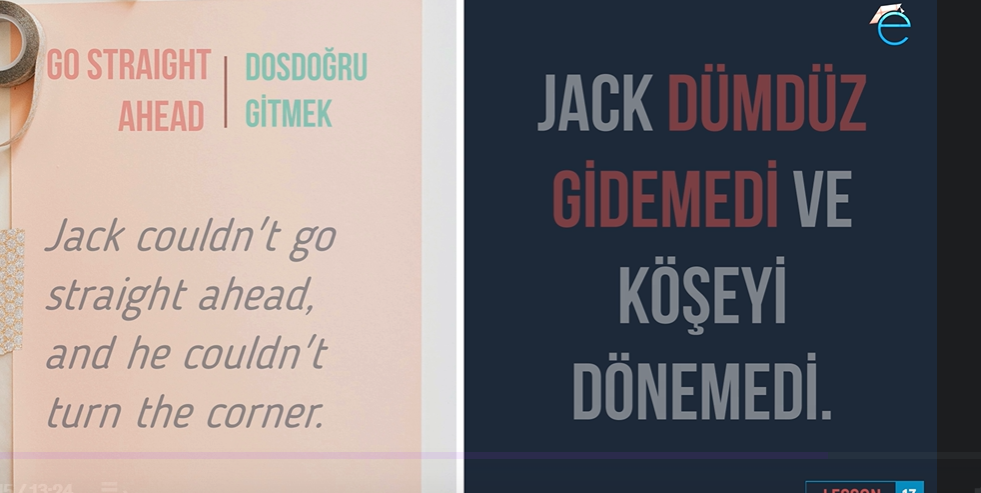 GO STRAIGHT
AHEAD
DOSDOĞRU
GİTMEK
Jack couldn't go
straight ahead,
and he couldn't
turn the corner.
JACK DÜMDÜZ
GİDEMEDİ VE
KÖŞEYİ
DÖNEMEDİ.
/ 13:24
LESSON 17